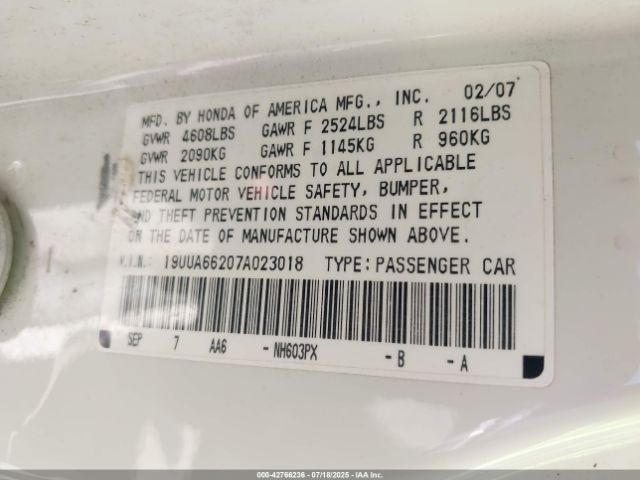 MFD. BY HONDA OF AMERICA MFG., INC. 02/07
GVWR 4608LBS GAWR F 2524LBS R 2116LBS
GVWR 2090KG GAWR F 1145KG R 960KG
THIS VEHICLE CONFORMS TO ALL APPLICABLE
FEDERAL MOTOR VEHICLE SAFETY, BUMPER,
AND THEFT PREVENTION STANDARDS IN EFFECT
ON THE DATE OF MANUFACTURE SHOWN ABOVE.
V.I.N.: 19UUA66207A023018 TYPE: PASSENGER CAR
SEP 7 AA6 - NH603PX - B - A
000-42766236 - 07/18/2025 - IAA Inc.